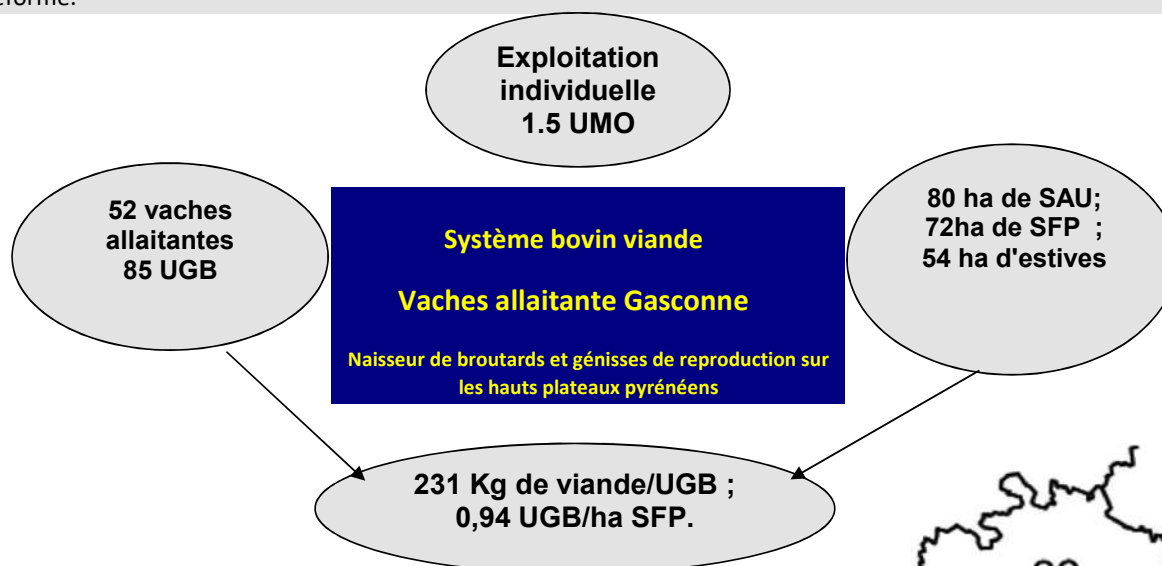 Exploitation
individuelle
1.5 UMO
52 vaches
allaitantes
85 UGB
Système bovin viande
Vaches allaitante Gasconne
Naisseur de broutards et génisses de reproduction sur
les hauts plateaux pyrénéens
80 ha de SAU;
72ha de SFP ;
54 ha d'estives
231 Kg de viande/UGB ;
0,94 UGB/ha SFP.